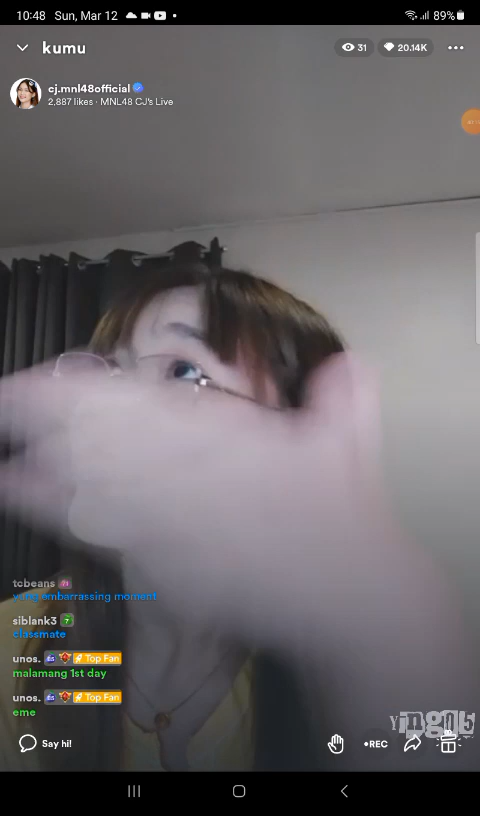 10:48 Sun, Mar 12 89%
kumu
31
20.14K
cj.mnl48official
2,887 likes · MNL48 CJ's Live
tcbeans
yung embarrassing moment
siblank3 7
classmate
unos. Top Fan
malamang 1st day
unos. Top Fan
eme
Say hi!
•REC